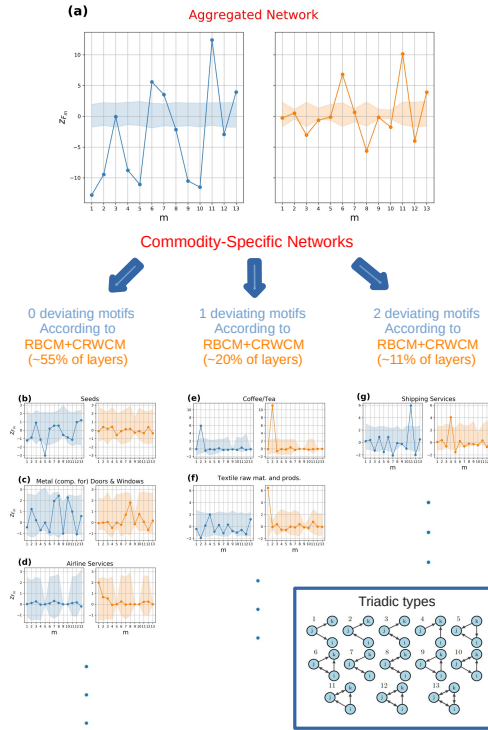 (a)
Aggregated Network
z_{F_m}
10
5
0
−5
−10
1 2 3 4 5 6 7 8 9 10 11 12 13
1 2 3 4 5 6 7 8 9 10 11 12 13
m
m
Commodity-Specific Networks
0 deviating motifs
According to
RBCM+CRWCM
(~55% of layers)
1 deviating motifs
According to
RBCM+CRWCM
(~20% of layers)
2 deviating motifs
According to
RBCM+CRWCM
(~11% of layers)
(b)
Seeds
(c)
Metal (comp. for) Doors & Windows
(d)
Airline Services
m
m
(e)
Coffee/Tea
(f)
Textile raw mat. and prods.
m
m
(g)
Shipping Services
m
m
Triadic types
1 2 3 4 5
6 7 8 9 10
11 12 13